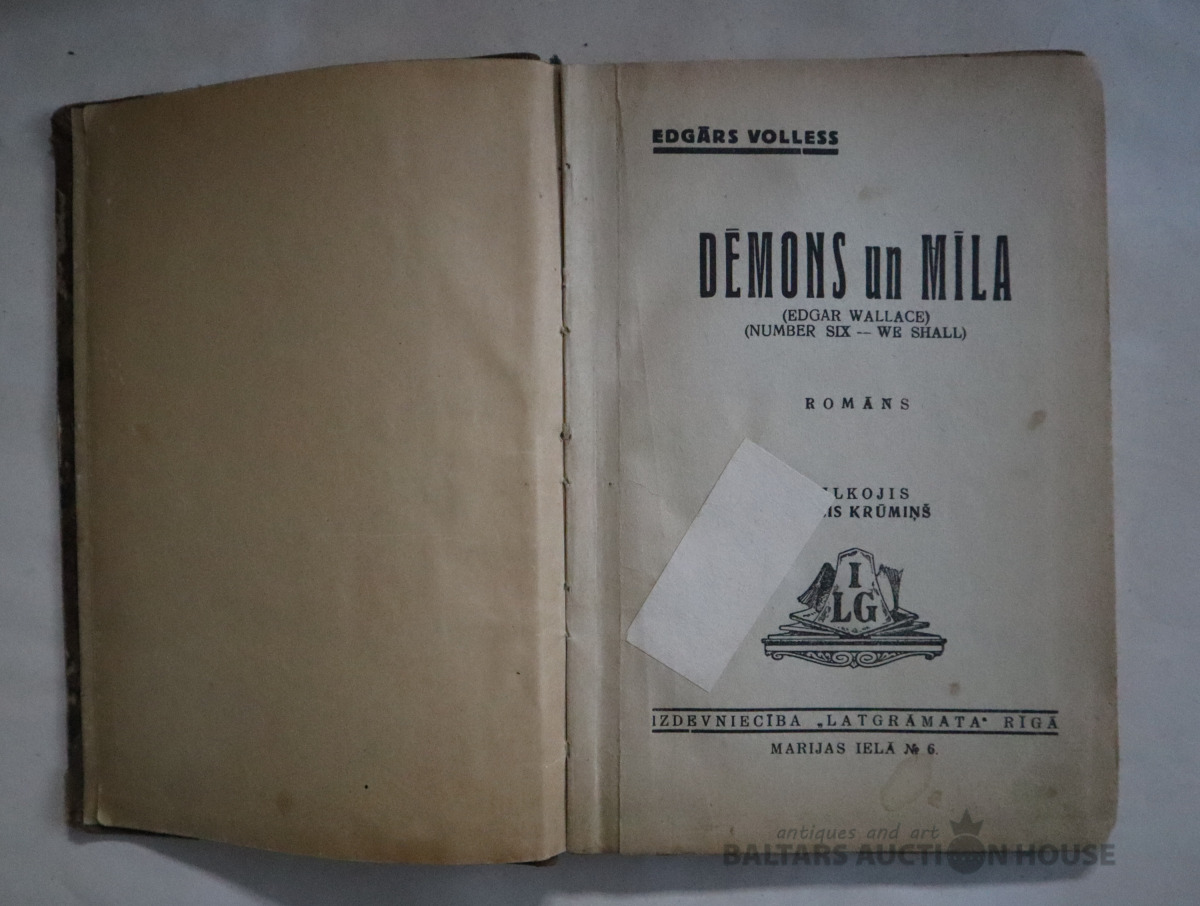 EDGĀRS VOLLESS
DĒMONS un MĪLA
(EDGAR WALLACE)
(NUMBER SIX — WE SHALL)
ROMĀNS
KRŪMIŅŠ
I
LG
IZDEVNIECĪBA „LATGRĀMATA" RĪGĀ
MARIJAS IELĀ № 6.
antiques and art
BALTARS AUCTION HOUSE